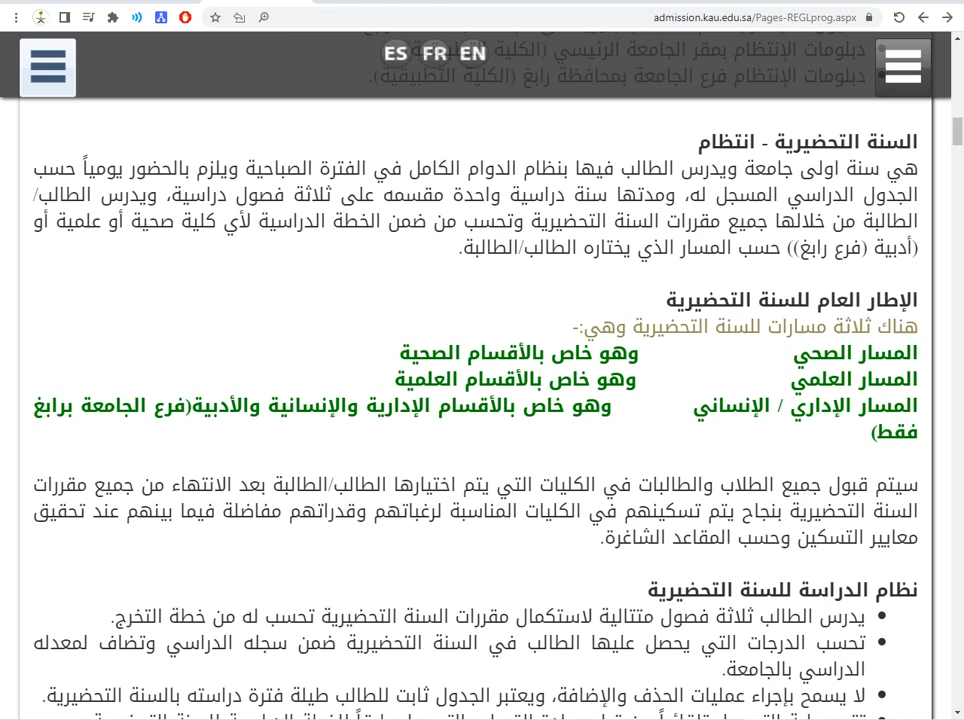 admission.kau.edu.sa/Pages-REGLprog.aspx
ES FR EN
دبلومات الإنتظام بمقر الجامعة الرئيسي (الكلية
دبلومات الإنتظام فرع الجامعة بمحافظة رابغ (الكلية التطبيقية).
السنة التحضيرية - انتظام
هي سنة اولى جامعة ويدرس الطالب فيها بنظام الدوام الكامل في الفترة الصباحية ويلزم بالحضور يومياً حسب
الجدول الدراسي المسجل له، ومدتها سنة دراسية واحدة مقسمه على ثلاثة فصول دراسية، ويدرس الطالب/
الطالبة من خلالها جميع مقررات السنة التحضيرية وتحسب من ضمن الخطة الدراسية لأي كلية صحية أو علمية أو
(أدبية (فرع رابغ)) حسب المسار الذي يختاره الطالب/الطالبة.
الإطار العام للسنة التحضيرية
هناك ثلاثة مسارات للسنة التحضيرية وهي:-
المسار الصحي وهو خاص بالأقسام الصحية
المسار العلمي وهو خاص بالأقسام العلمية
المسار الإداري / الإنساني وهو خاص بالأقسام الإدارية والإنسانية والأدبية(فرع الجامعة برابغ
فقط)
سيتم قبول جميع الطلاب والطالبات في الكليات التي يتم اختيارها الطالب/الطالبة بعد الانتهاء من جميع مقررات
السنة التحضيرية بنجاح يتم تسكينهم في الكليات المناسبة لرغباتهم وقدراتهم مفاضلة فيما بينهم عند تحقيق
معايير التسكين وحسب المقاعد الشاغرة.
نظام الدراسة للسنة التحضيرية
• يدرس الطالب ثلاثة فصول متتالية لاستكمال مقررات السنة التحضيرية تحسب له من خطة التخرج.
• تحسب الدرجات التي يحصل عليها الطالب في السنة التحضيرية ضمن سجله الدراسي وتضاف لمعدله
الدراسي بالجامعة.
• لا يسمح بإجراء عمليات الحذف والإضافة، ويعتبر الجدول ثابت للطالب طيلة فترة دراسته بالسنة التحضيرية.